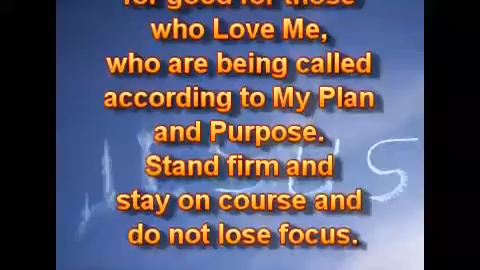 for good for those
who Love Me,
who are being called
according to My Plan
and Purpose.
Stand firm and
stay on course and
do not lose focus.
JESUS